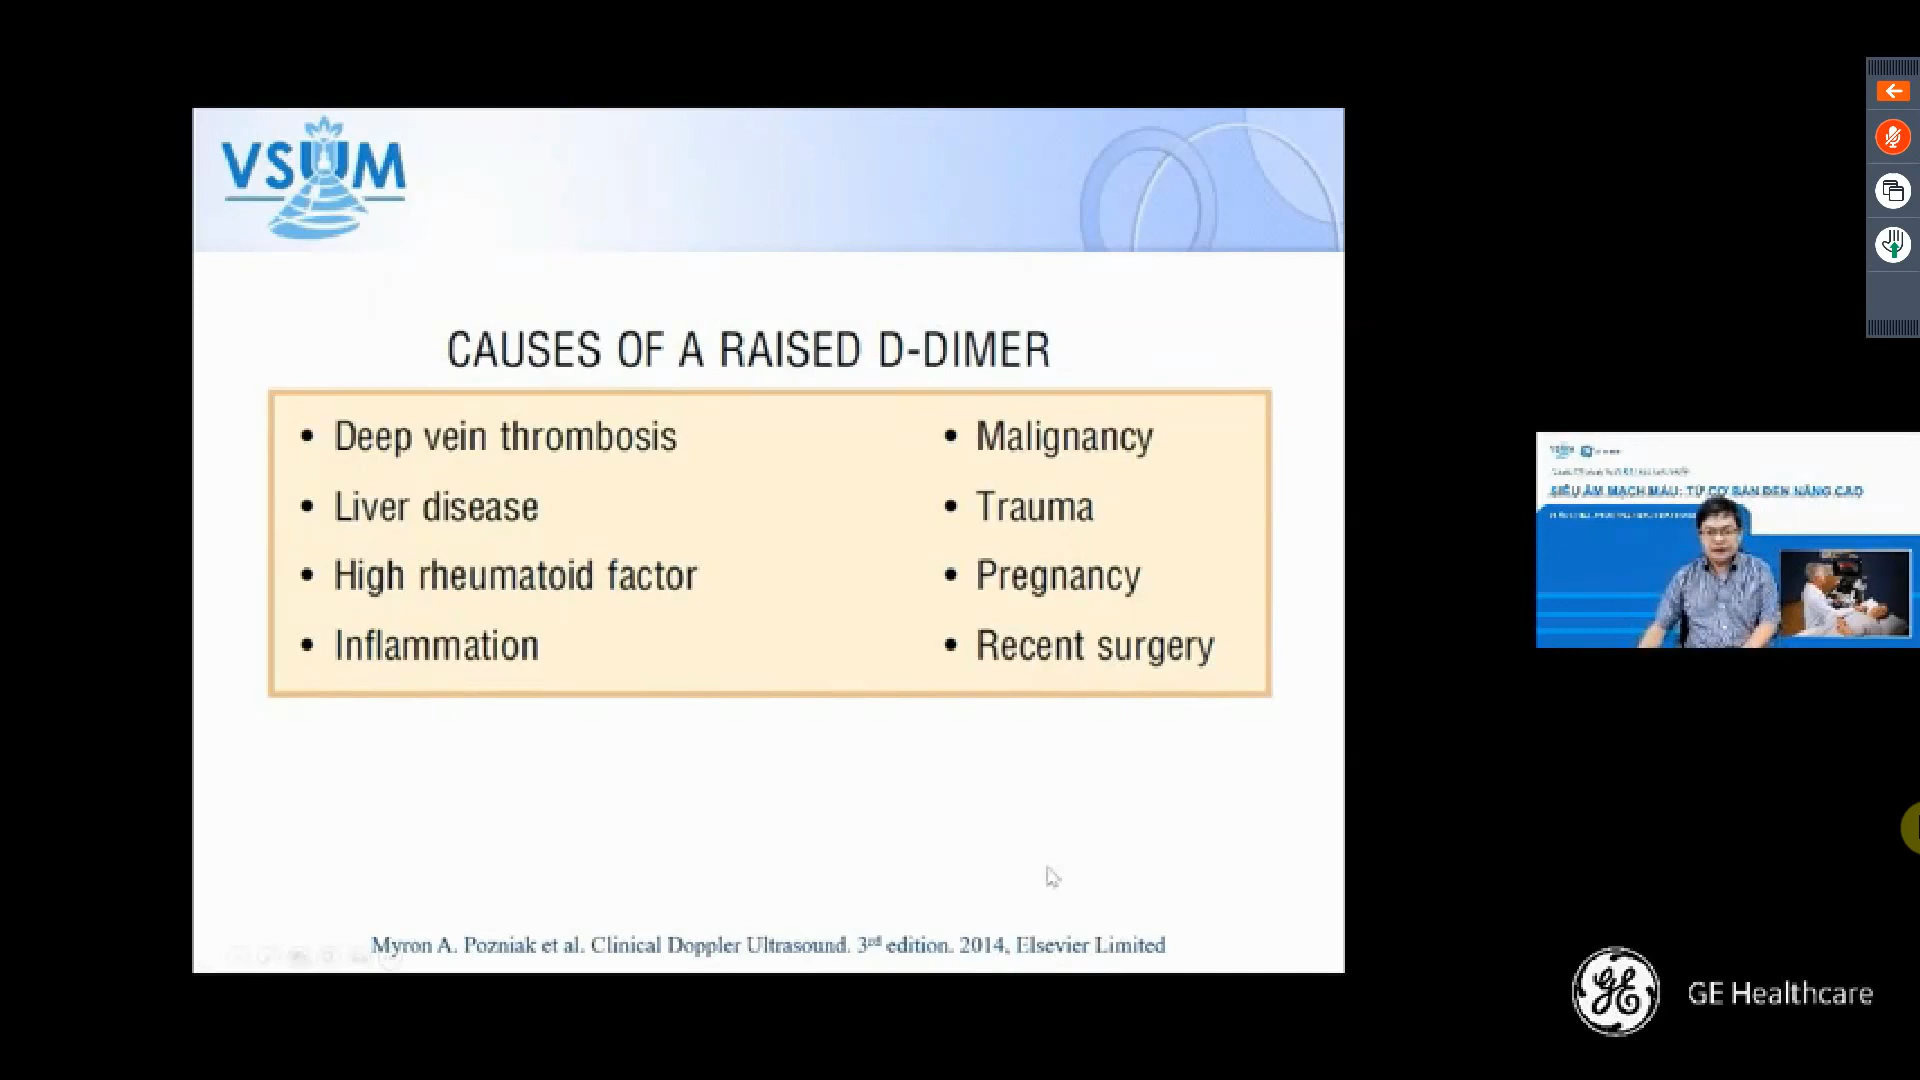 VSUM
CAUSES OF A RAISED D-DIMER
• Deep vein thrombosis
• Liver disease
• High rheumatoid factor
• Inflammation
• Malignancy
• Trauma
• Pregnancy
• Recent surgery
Myron A. Pozniak et al. Clinical Doppler Ultrasound. 3rd edition. 2014, Elsevier Limited
SIÊU ÂM MẠCH MÁU: TỪ CƠ BẢN ĐẾN NÂNG CAO
GE Healthcare